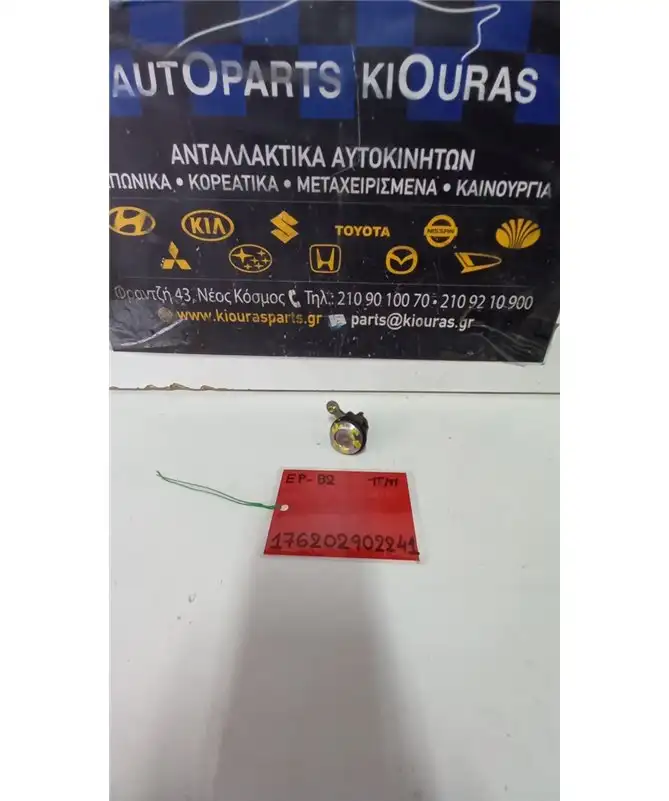 AUTOPARTS KIOURAS
ΑΝΤΑΛΛΑΚΤΙΚΑ ΑΥΤΟΚΙΝΗΤΩΝ
ΠΩΝΙΚΑ • ΚΟΡΕΑΤΙΚΑ • ΜΕΤΑΧΕΙΡΙΣΜΕΝΑ • ΚΑΙΝΟΥΡΓΙΑ
KIA TOYOTA NISSAN
Φραντζή 43, Νέος Κόσμος Τηλ.: 210 90 100 70 • 210 92 10 900
www.kiourasparts.gr parts@kiouras.gr
EP-B2
176202902241